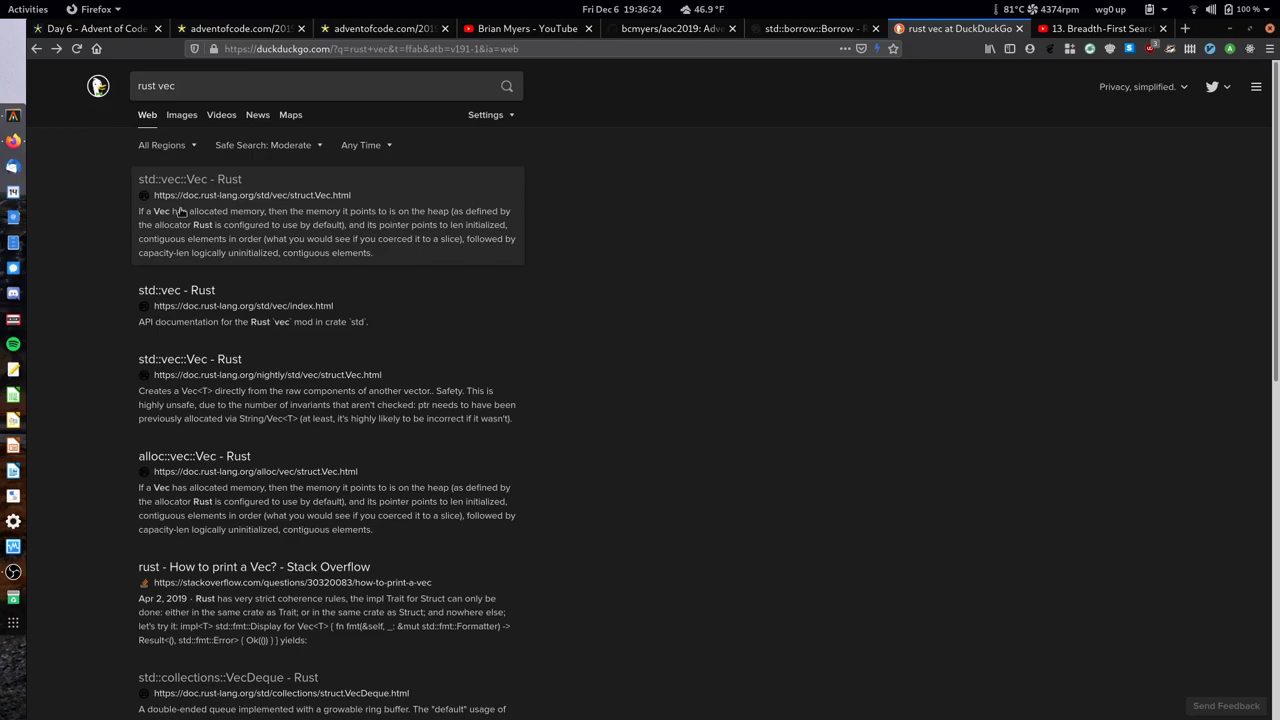 Activities Firefox Fri Dec 6 19:36:24 46.9 °F 81°C 4374rpm wg0 up 100 %
Day 6 - Advent of Code adventofcode.com/2019 adventofcode.com/2019 Brian Myers - YouTube bcmyers/aoc2019: Adv std::borrow::Borrow - R rust vec at DuckDuckGo 13. Breadth-First Searc
https://duckduckgo.com/?q=rust+vec&t=ffab&atb=v191-1&ia=web
rust vec
Privacy, simplified.
Web Images Videos News Maps Settings
All Regions Safe Search: Moderate Any Time
std::vec::Vec - Rust
https://doc.rust-lang.org/std/vec/struct.Vec.html
If a Vec has allocated memory, then the memory it points to is on the heap (as defined by
the allocator Rust is configured to use by default), and its pointer points to len initialized,
contiguous elements in order (what you would see if you coerced it to a slice), followed by
capacity-len logically uninitialized, contiguous elements.
std::vec - Rust
https://doc.rust-lang.org/std/vec/index.html
API documentation for the Rust `vec` mod in crate `std`.
std::vec::Vec - Rust
https://doc.rust-lang.org/nightly/std/vec/struct.Vec.html
Creates a Vec<T> directly from the raw components of another vector.. Safety. This is
highly unsafe, due to the number of invariants that aren't checked: ptr needs to have been
previously allocated via String/Vec<T> (at least, it's highly likely to be incorrect if it wasn't).
alloc::vec::Vec - Rust
https://doc.rust-lang.org/alloc/vec/struct.Vec.html
If a Vec has allocated memory, then the memory it points to is on the heap (as defined by
the allocator Rust is configured to use by default), and its pointer points to len initialized,
contiguous elements in order (what you would see if you coerced it to a slice), followed by
capacity-len logically uninitialized, contiguous elements.
rust - How to print a Vec? - Stack Overflow
https://stackoverflow.com/questions/30320083/how-to-print-a-vec
Apr 2, 2019 - Rust has very strict coherence rules, the impl Trait for Struct can only be
done: either in the same crate as Trait; or in the same crate as Struct; and nowhere else;
let's try it: impl<T> std::fmt::Display for Vec<T> { fn fmt(&self, _: &mut std::fmt::Formatter) ->
Result<(), std::fmt::Error> { Ok(()) } } yields:
std::collections::VecDeque - Rust
https://doc.rust-lang.org/std/collections/struct.VecDeque.html
A double-ended queue implemented with a growable ring buffer. The "default" usage of
Send Feedback